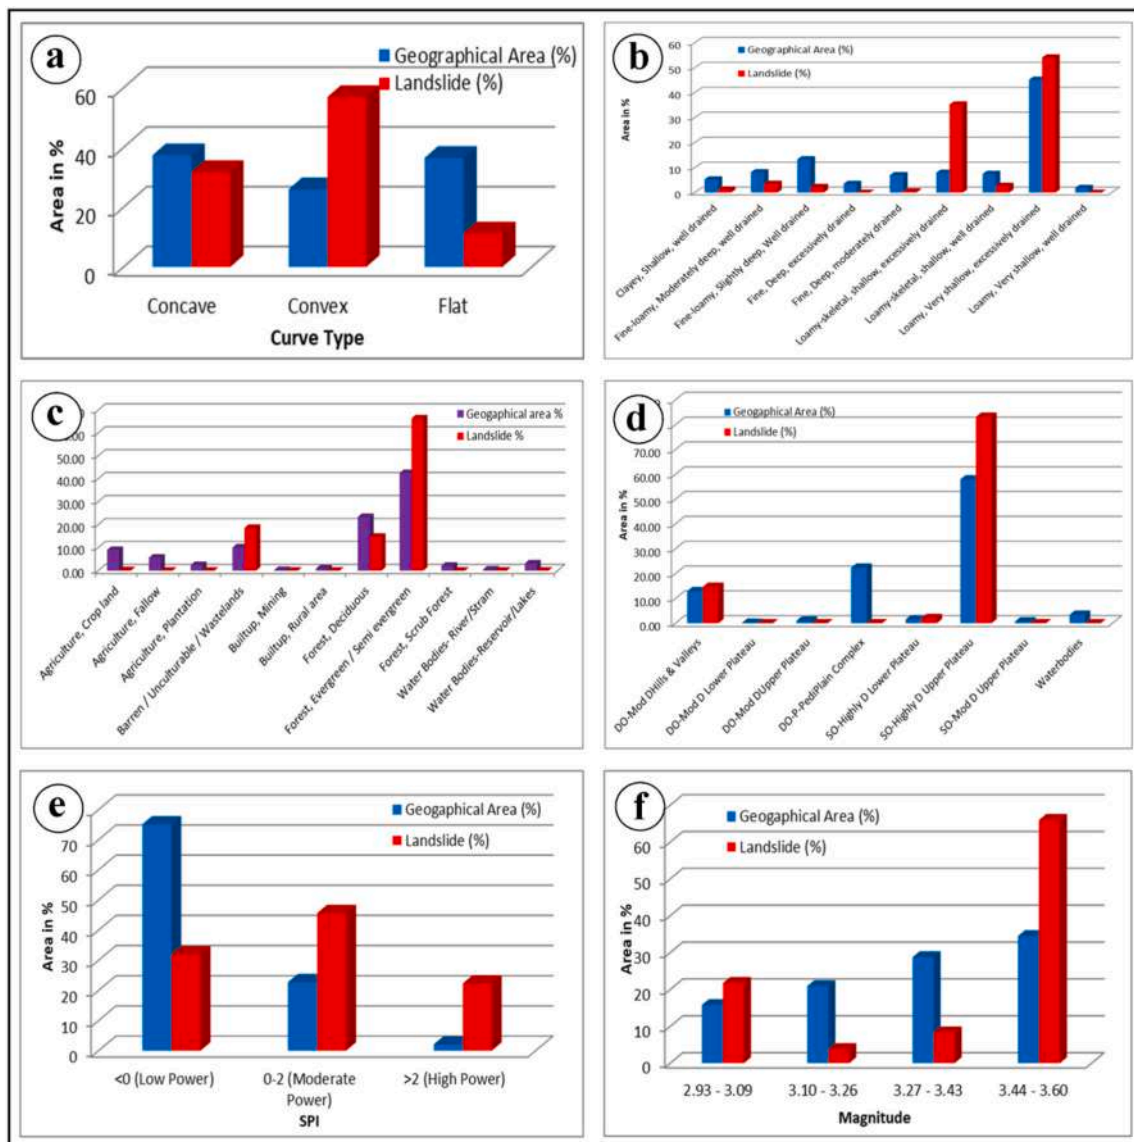 a
Geographical Area (%)
Landslide (%)
60
40
20
0
Area in %
Concave
Convex
Flat
Curve Type
b
Geographical Area (%)
Landslide (%)
60
50
40
30
20
10
0
Area in %
Clayey, Shallow, well drained
Fine-loamy, Moderately deep, well drained
Fine-loamy, Slightly deep, Well drained
Fine, Deep, excessively drained
Fine, Deep, moderately drained
Loamy-skeletal, shallow, excessively drained
Loamy-skeletal, shallow, well drained
Loamy, Very shallow, excessively drained
Loamy, Very shallow, well drained
c
Geogaphical area %
Landslide %
50.00
40.00
30.00
20.00
10.00
0.00
Agriculture, Crop land
Agriculture, Fallow
Agriculture, Plantation
Barren / Unculturable / Wastelands
Builtup, Mining
Builtup, Rural area
Forest, Deciduous
Forest, Evergreen / Semi evergreen
Forest, Scrub Forest
Water Bodies- River/Stram
Water Bodies-Reservoir/Lakes
d
Geogaphical Area (%)
Landslide (%)
70.00
60.00
50.00
40.00
30.00
20.00
10.00
0.00
Area in %
DO-Mod DHills & Valleys
DO-Mod D Lower Plateau
DO-Mod DUpper Plateau
DO-P-PediPlain Complex
SO-Highly D Lower Plateau
SO-Highly D Upper Plateau
SO-Mod D Upper Plateau
Waterbodies
e
Geogaphical Area (%)
Landslide (%)
70
60
50
40
30
20
10
0
Area in %
<0 (Low Power)
0-2 (Moderate
Power)
>2 (High Power)
SPI
f
Geogaphical Area (%)
Landslide (%)
60
50
40
30
20
10
0
Area in %
2.93 - 3.09
3.10 - 3.26
3.27 - 3.43
3.44 - 3.60
Magnitude